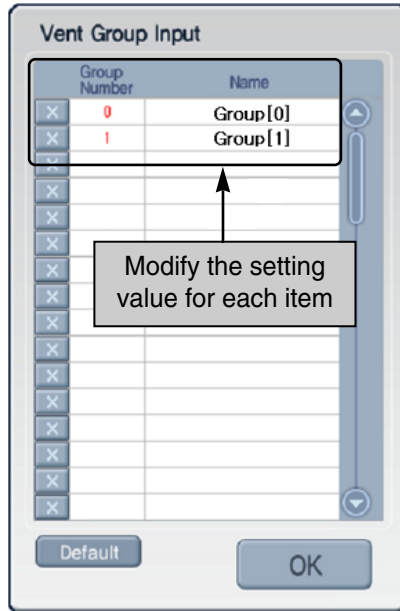 Vent Group Input
Group Number Name
X 0 Group[0]
X 1 Group[1]
X
X
X
X
X
X
X
X
X
X
X
X
X
X
Modify the setting
value for each item
Default
OK